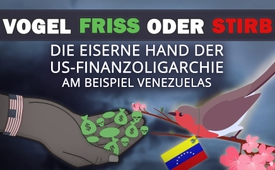 VOGEL FRISS ODER STIRB
DIE EISERNE HAND DER
US-FINANZOLIGARCHIE
AM BEISPIEL VENEZUELAS